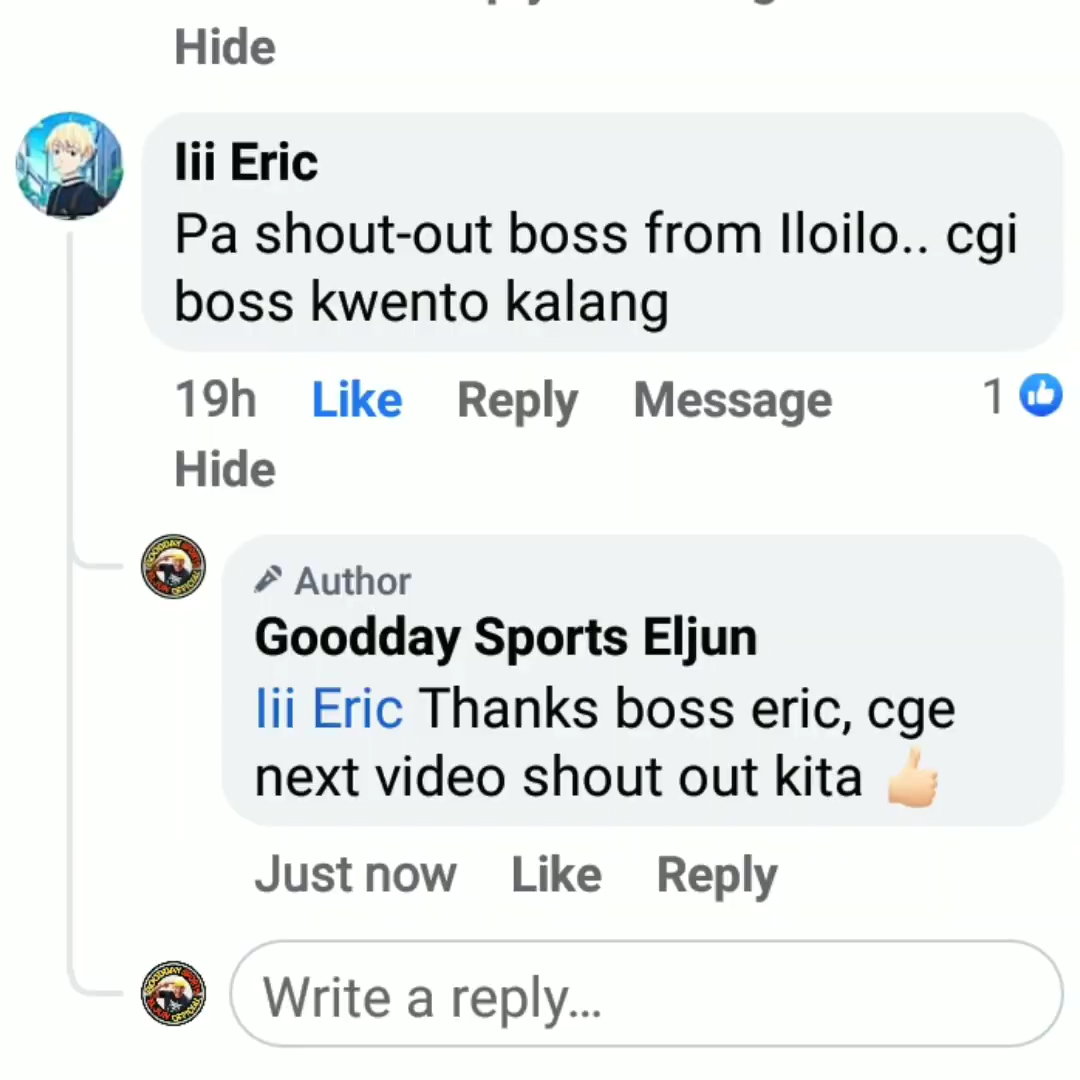 Hide
Iii Eric
Pa shout-out boss from Iloilo.. cgi
boss kwento kalang
19h Like Reply Message 1
Hide
Author
Goodday Sports Eljun
Iii Eric Thanks boss eric, cge
next video shout out kita
Just now Like Reply
Write a reply...